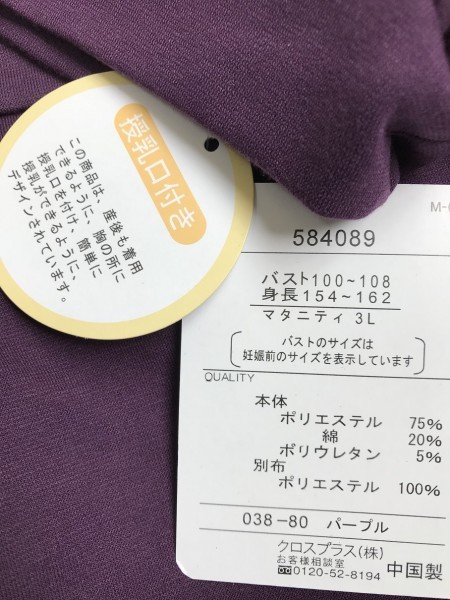 授乳口付き
この商品は、産後も着用
できるように、胸の所に
授乳口を付け、簡単に
授乳ができるように、
デザインされています。
M-
584089
バスト100~108
身長154~162
マタニティ 3L
バストのサイズは
妊娠前のサイズを表示しています
QUALITY
本体
ポリエステル 75%
綿 20%
ポリウレタン 5%
別布
ポリエステル 100%
038-80 パープル
クロスプラス(株)
お客様相談室
0120-52-8194 中国製